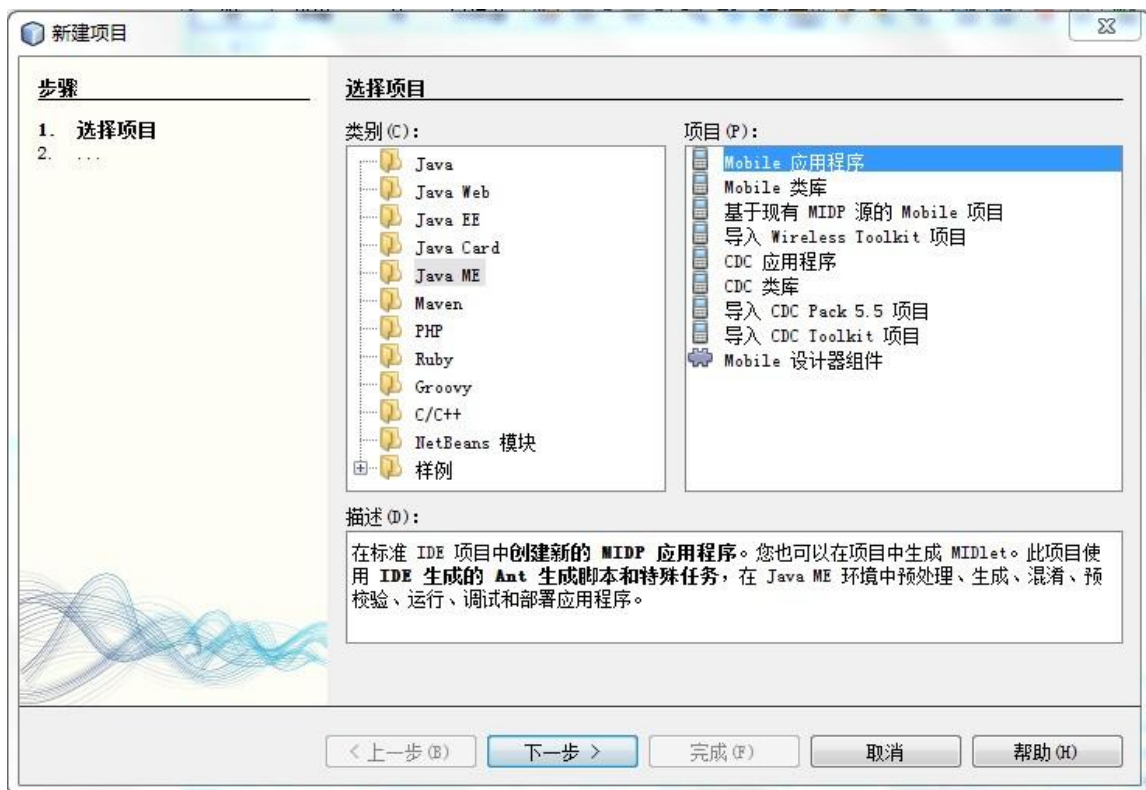 新建项目
步骤
1. 选择项目
2. ...
选择项目
类别(C):
Java
Java Web
Java EE
Java Card
Java ME
Maven
PHP
Ruby
Groovy
C/C++
NetBeans 模块
样例
项目(P):
Mobile 应用程序
Mobile 类库
基于现有 MIDP 源的 Mobile 项目
导入 Wireless Toolkit 项目
CDC 应用程序
CDC 类库
导入 CDC Pack 5.5 项目
导入 CDC Toolkit 项目
Mobile 设计器组件
描述(D):
在标准 IDE 项目中创建新的 MIDP 应用程序。您也可以在项目中生成 MIDlet。此项目使
用 IDE 生成的 Ant 生成脚本和特殊任务，在 Java ME 环境中预处理、生成、混淆、预
校验、运行、调试和部署应用程序。
< 上一步(B)
下一步 >
完成(F)
取消
帮助(H)